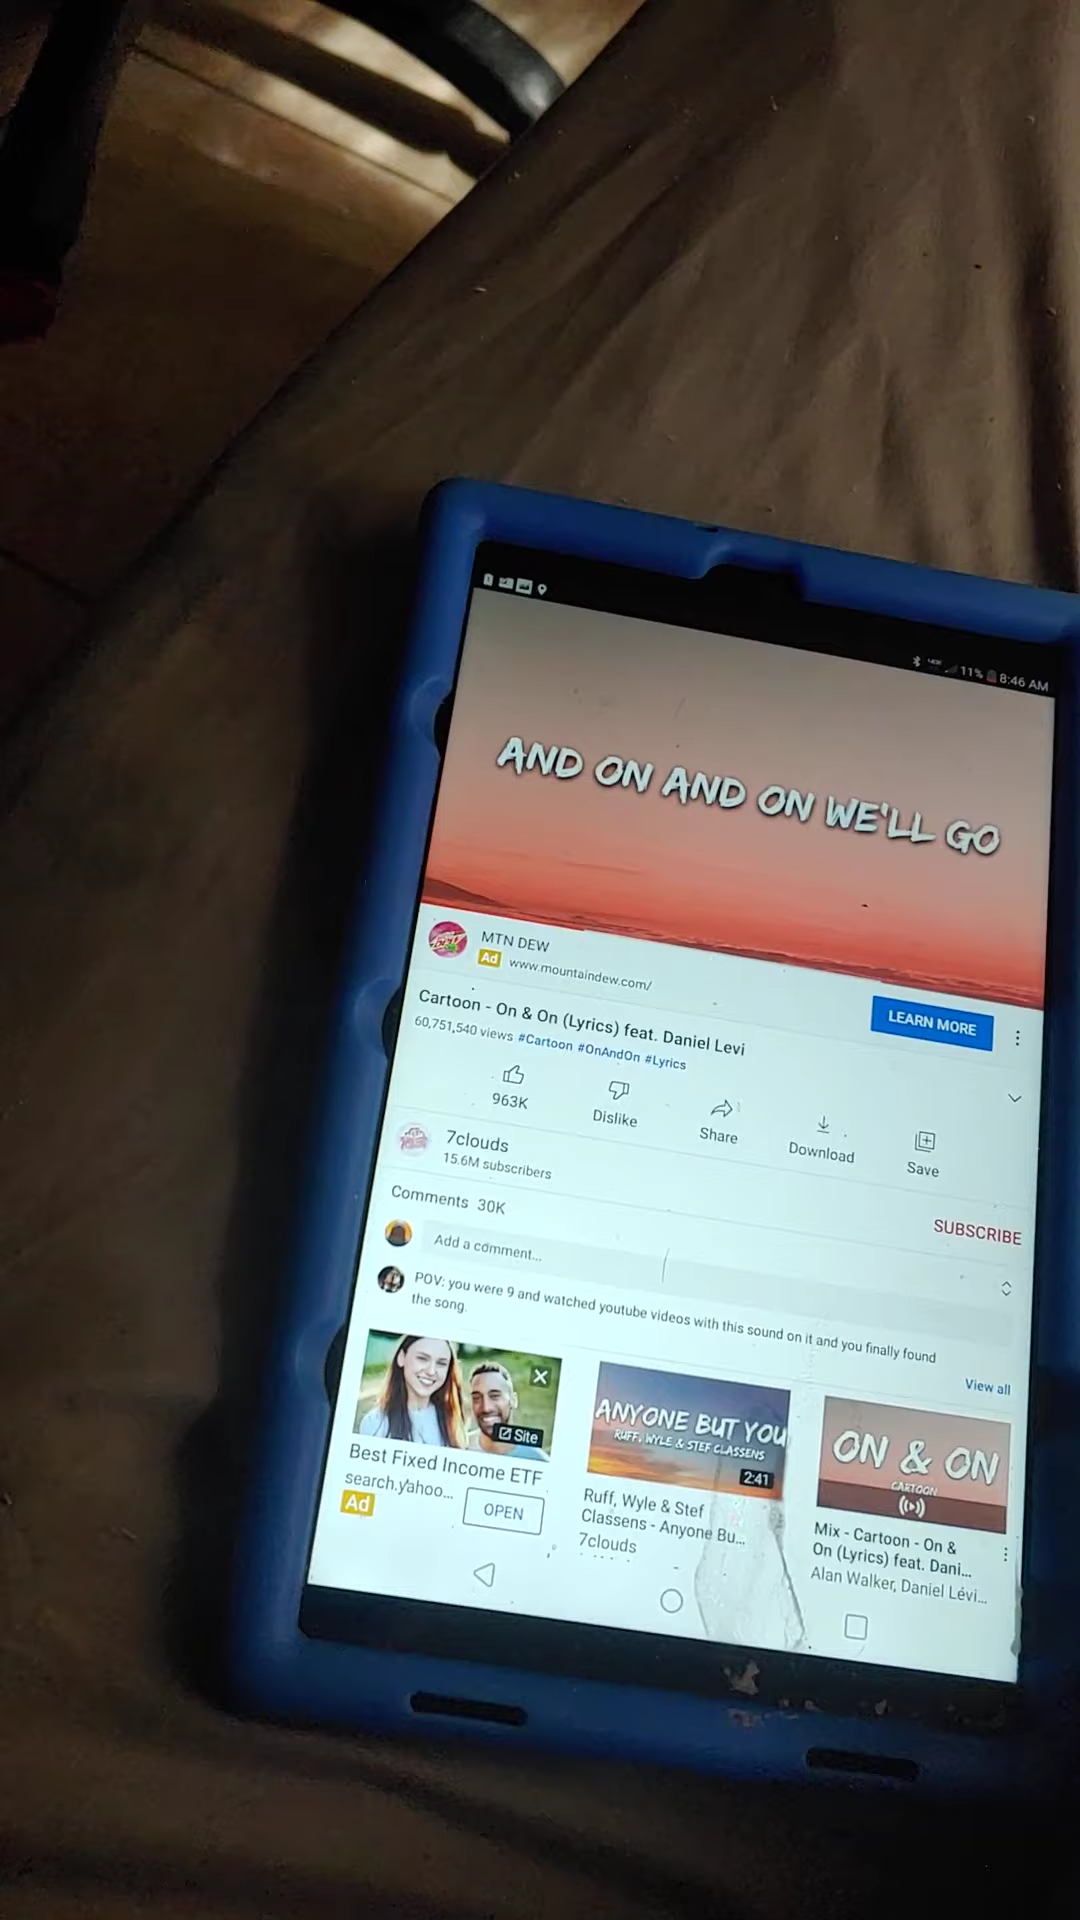 11% 8:46 AM
AND ON AND ON WE'LL GO
MTN DEW
Ad www.mountaindew.com/
LEARN MORE
Cartoon - On & On (Lyrics) feat. Daniel Levi
60,751,540 views #Cartoon #OnAndOn #Lyrics
963K
Dislike
Share
Download
Save
7clouds
15.6M subscribers
SUBSCRIBE
Comments 30K
Add a comment...
POV: you were 9 and watched youtube videos with this sound on it and you finally found
the song.
View all
Site
Best Fixed Income ETF
search.yahoo...
Ad
OPEN
ANYONE BUT YOU
RUFF, WYLE & STEF CLASSENS
2:41
Ruff, Wyle & Stef
Classens - Anyone Bu...
7clouds
ON & ON
CARTOON
Mix - Cartoon - On &
On (Lyrics) feat. Dani...
Alan Walker, Daniel Lévi...